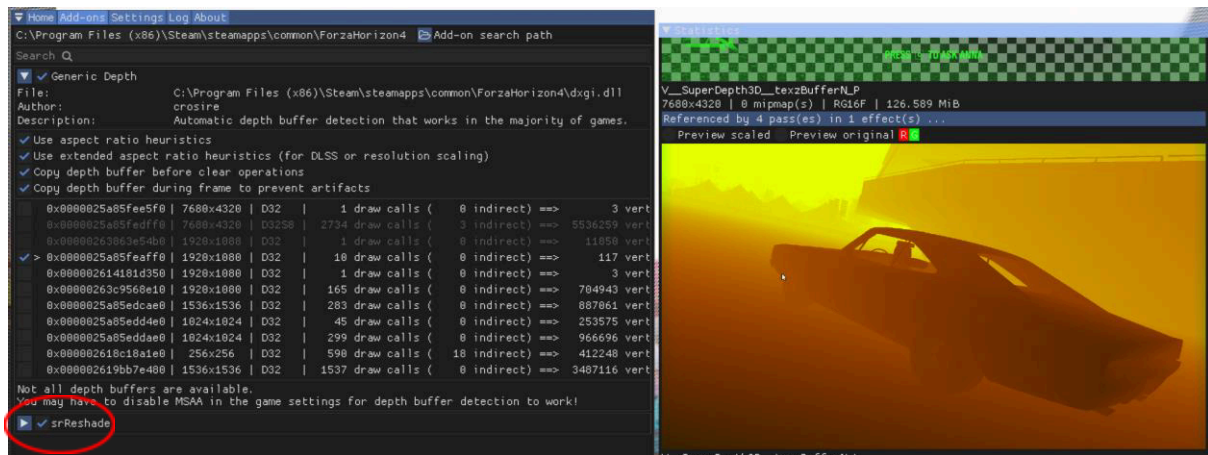 Home Add-ons Settings Log About
C:\Program Files (x86)\Steam\steamapps\common\ForzaHorizon4 Add-on search path
Search
Generic Depth
File: C:\Program Files (x86)\Steam\steamapps\common\ForzaHorizon4\dxgi.dll
Author: crosire
Description: Automatic depth buffer detection that works in the majority of games.
Use aspect ratio heuristics
Use extended aspect ratio heuristics (for DLSS or resolution scaling)
Copy depth buffer before clear operations
Copy depth buffer during frame to prevent artifacts
0x0000025a85fee5f0 | 7680x4320 | D32 | 1 draw calls ( 0 indirect) ==> 3 vert
0x0000025a85fedff0 | 7680x4320 | D32S8 | 2734 draw calls ( 3 indirect) ==> 5536259 vert
0x00000263863e54b0 | 1920x1088 | D32 | 1 draw calls ( 0 indirect) ==> 11850 vert
> 0x0000025a85feaff0 | 1920x1080 | D32 | 10 draw calls ( 0 indirect) ==> 117 vert
0x000002614181d350 | 1920x1080 | D32 | 1 draw calls ( 0 indirect) ==> 3 vert
0x00000263c9568e10 | 1920x1080 | D32 | 165 draw calls ( 0 indirect) ==> 704943 vert
0x0000025a85edcae0 | 1536x1536 | D32 | 283 draw calls ( 0 indirect) ==> 887061 vert
0x0000025a85edd4e0 | 1024x1024 | D32 | 45 draw calls ( 0 indirect) ==> 253575 vert
0x0000025a85eddae0 | 1024x1024 | D32 | 299 draw calls ( 0 indirect) ==> 966696 vert
0x000002618c18a1e0 | 256x256 | D32 | 590 draw calls ( 18 indirect) ==> 412248 vert
0x000002619bb7e480 | 1536x1536 | D32 | 1537 draw calls ( 0 indirect) ==> 3487116 vert
Not all depth buffers are available.
You may have to disable MSAA in the game settings for depth buffer detection to work!
srReshade
Statistics
PRESS TO ASK ANNA
V__SuperDepth3D__texzBufferN_P
7680x4320 | 0 mipmap(s) | RG16F | 126.589 MiB
Referenced by 4 pass(es) in 1 effect(s) ...
Preview scaled Preview original R G